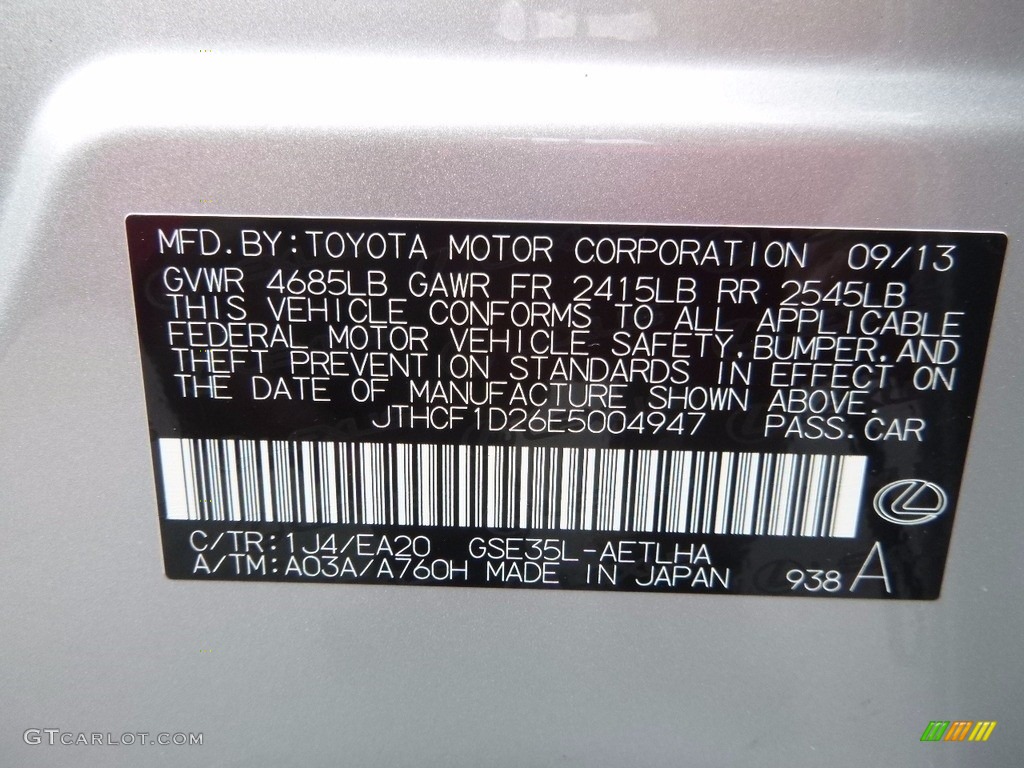 MFD.BY:TOYOTA MOTOR CORPORATION 09/13
GVWR 4685LB GAWR FR 2415LB RR 2545LB
THIS VEHICLE CONFORMS TO ALL APPLICABLE
FEDERAL MOTOR VEHICLE SAFETY,BUMPER,AND
THEFT PREVENTION STANDARDS IN EFFECT ON
THE DATE OF MANUFACTURE SHOWN ABOVE.
JTHCF1D26E5004947 PASS.CAR
C/TR:1J4/EA20 GSE35L-AETLHA
A/TM:A03A/A760H MADE IN JAPAN 938 A
GTCARLOT.COM